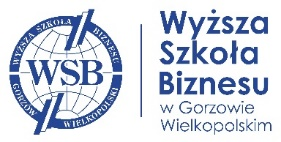 WYŻSZA SZKOŁA BIZNESU
WSB
GORZÓW WIELKOPOLSKI
Wyższa
Szkoła
Biznesu
w Gorzowie
Wielkopolskim